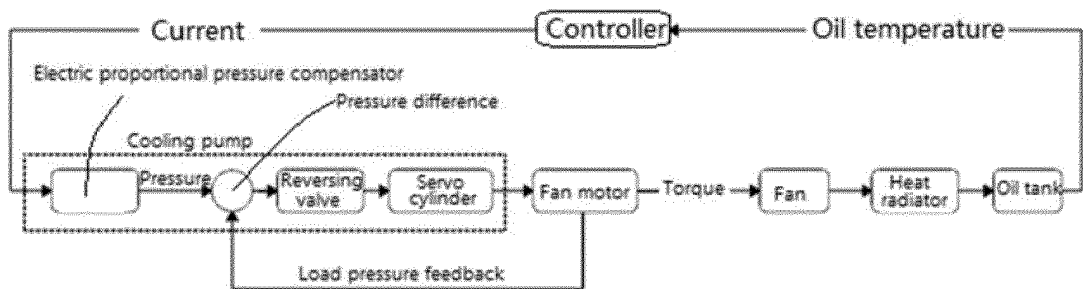 Current
Controller
Oil temperature
Electric proportional pressure compensator
Pressure difference
Cooling pump
Pressure
Reversing
valve
Servo
cylinder
Fan motor
Torque
Fan
Heat
radiator
Oil tank
Load pressure feedback